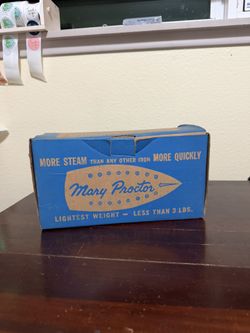 MORE STEAM THAN ANY OTHER IRON MORE QUICKLY
Mary Proctor
LIGHTEST WEIGHT — LESS THAN 3 LBS.